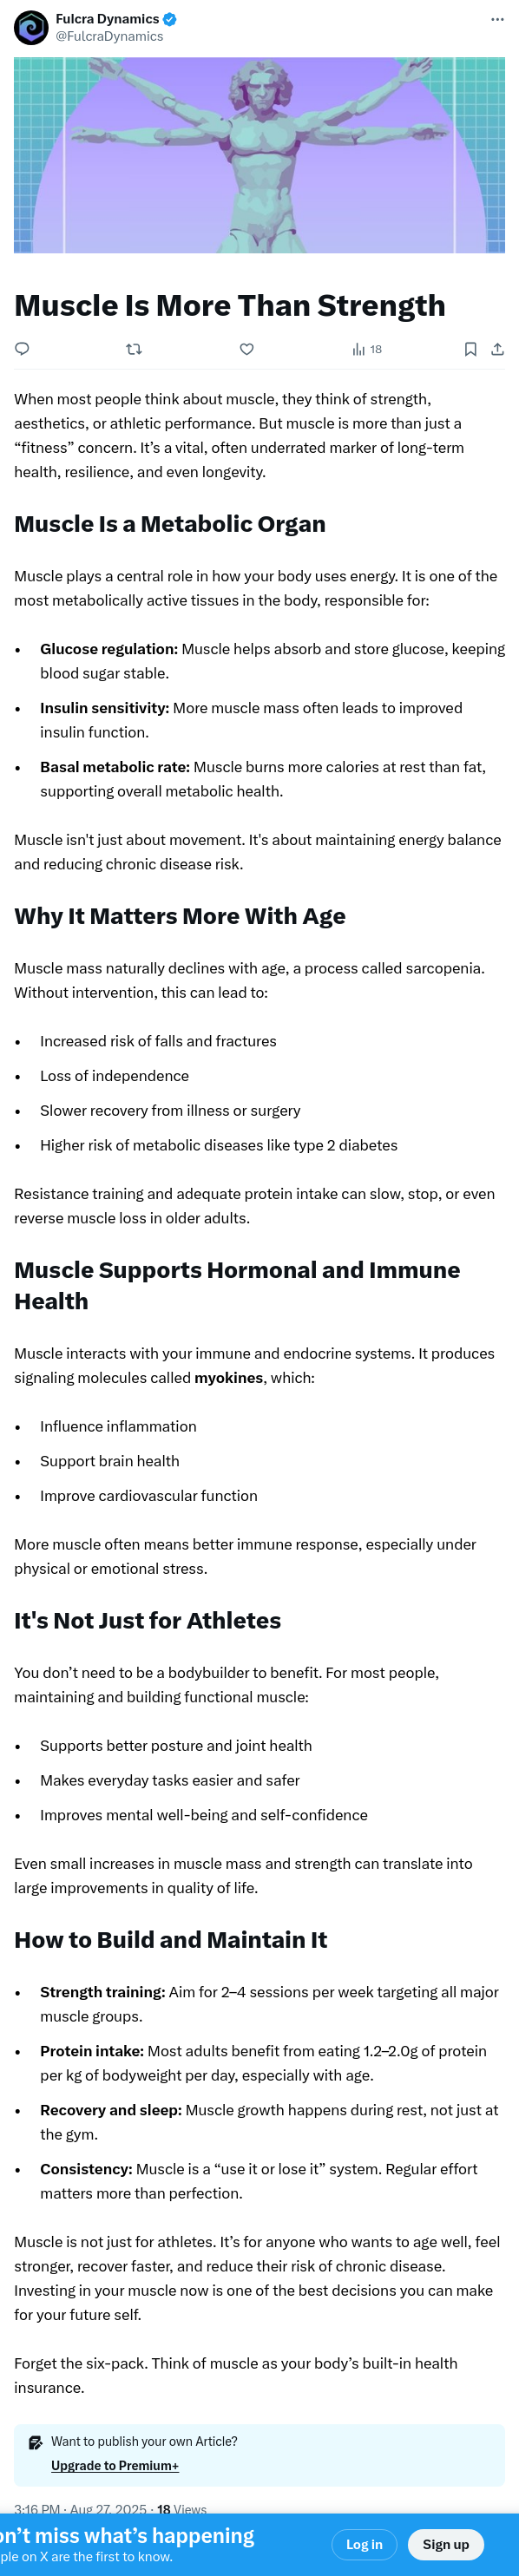 Fulcra Dynamics
@FulcraDynamics
Muscle Is More Than Strength
18
When most people think about muscle, they think of strength,
aesthetics, or athletic performance. But muscle is more than just a
“fitness” concern. It’s a vital, often underrated marker of long-term
health, resilience, and even longevity.
Muscle Is a Metabolic Organ
Muscle plays a central role in how your body uses energy. It is one of the
most metabolically active tissues in the body, responsible for:
• Glucose regulation: Muscle helps absorb and store glucose, keeping
blood sugar stable.
• Insulin sensitivity: More muscle mass often leads to improved
insulin function.
• Basal metabolic rate: Muscle burns more calories at rest than fat,
supporting overall metabolic health.
Muscle isn't just about movement. It's about maintaining energy balance
and reducing chronic disease risk.
Why It Matters More With Age
Muscle mass naturally declines with age, a process called sarcopenia.
Without intervention, this can lead to:
• Increased risk of falls and fractures
• Loss of independence
• Slower recovery from illness or surgery
• Higher risk of metabolic diseases like type 2 diabetes
Resistance training and adequate protein intake can slow, stop, or even
reverse muscle loss in older adults.
Muscle Supports Hormonal and Immune
Health
Muscle interacts with your immune and endocrine systems. It produces
signaling molecules called myokines, which:
• Influence inflammation
• Support brain health
• Improve cardiovascular function
More muscle often means better immune response, especially under
physical or emotional stress.
It's Not Just for Athletes
You don’t need to be a bodybuilder to benefit. For most people,
maintaining and building functional muscle:
• Supports better posture and joint health
• Makes everyday tasks easier and safer
• Improves mental well-being and self-confidence
Even small increases in muscle mass and strength can translate into
large improvements in quality of life.
How to Build and Maintain It
• Strength training: Aim for 2–4 sessions per week targeting all major
muscle groups.
• Protein intake: Most adults benefit from eating 1.2–2.0g of protein
per kg of bodyweight per day, especially with age.
• Recovery and sleep: Muscle growth happens during rest, not just at
the gym.
• Consistency: Muscle is a “use it or lose it” system. Regular effort
matters more than perfection.
Muscle is not just for athletes. It’s for anyone who wants to age well, feel
stronger, recover faster, and reduce their risk of chronic disease.
Investing in your muscle now is one of the best decisions you can make
for your future self.
Forget the six-pack. Think of muscle as your body’s built-in health
insurance.
Want to publish your own Article?
Upgrade to Premium+
3:16 PM · Aug 27, 2025 · 18 Views
on’t miss what’s happening
ple on X are the first to know.
Log in
Sign up